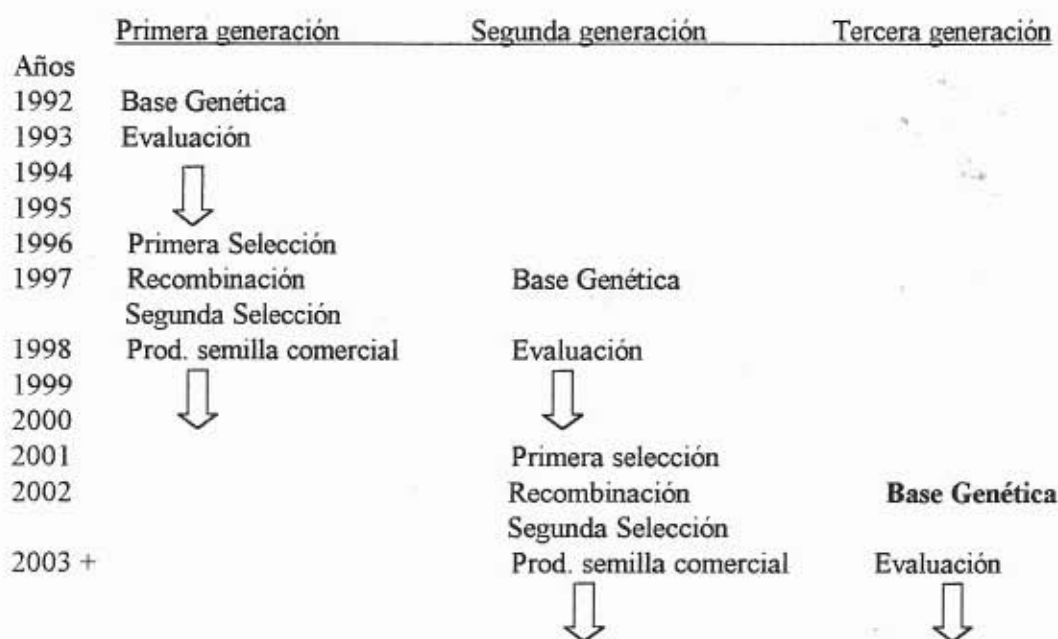 Primera generación Segunda generación Tercera generación
Años
1992 Base Genética
1993 Evaluación
1994
1995
1996 Primera Selección
1997 Recombinación Base Genética
Segunda Selección
1998 Prod. semilla comercial Evaluación
1999
2000
2001 Primera selección
2002 Recombinación Base Genética
Segunda Selección
2003 + Prod. semilla comercial Evaluación